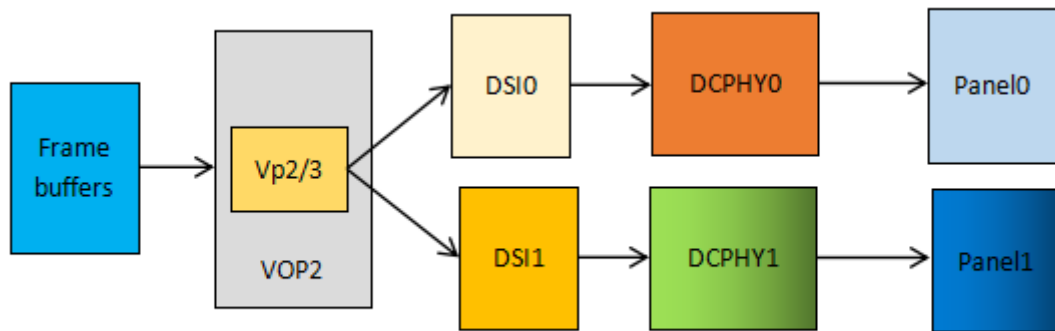 Frame
buffers
Vp2/3
VOP2
DSI0
DCPHY0
Panel0
DSI1
DCPHY1
Panel1